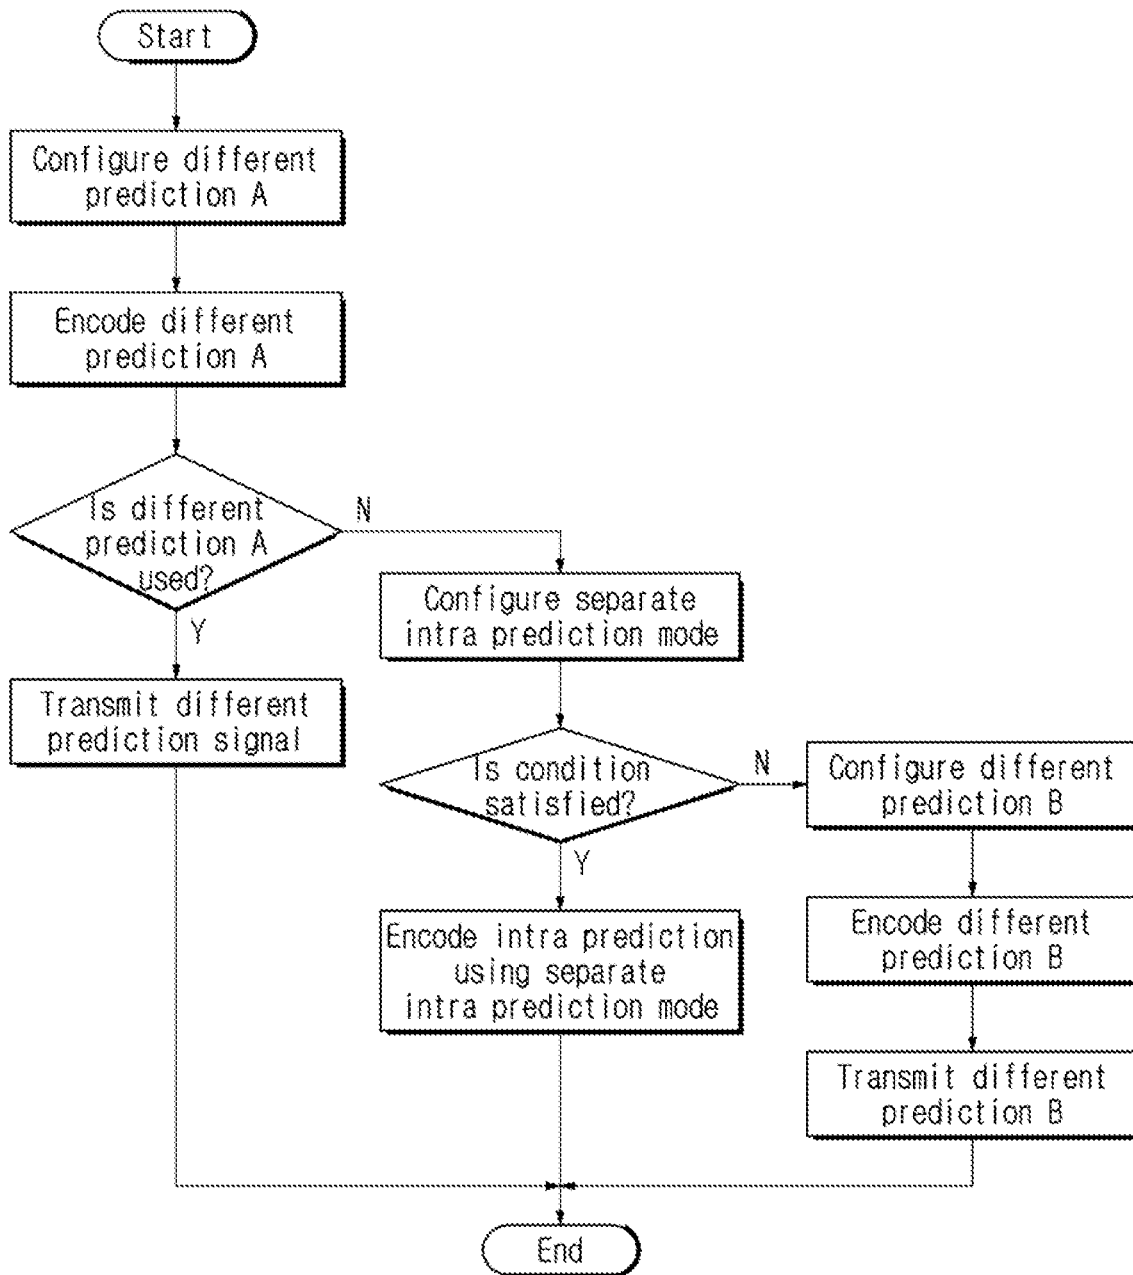 Start
Configure different
prediction A
Encode different
prediction A
Is different
prediction A
used?
N
Y
Transmit different
prediction signal
Configure separate
intra prediction mode
Is condition
satisfied?
N
Y
Encode intra prediction
using separate
intra prediction mode
Configure different
prediction B
Encode different
prediction B
Transmit different
prediction B
End